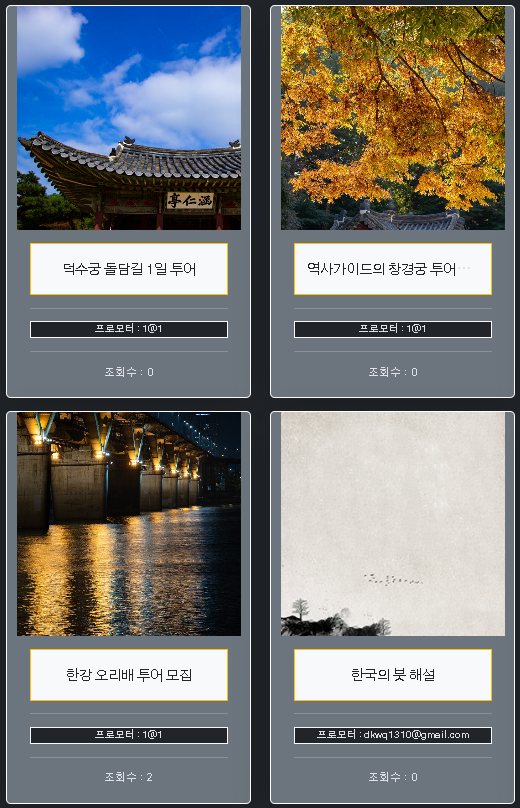 亭仁涵
덕수궁 돌담길 1일 투어
프로모터 : 1@1
조회수 : 0
역사가이드의 창경궁 투어…
프로모터 : 1@1
조회수 : 0
한강 오리배 투어 모집
프로모터 : 1@1
조회수 : 2
한국의 붓 해설
프로모터 : dkwq1310@gmail.com
조회수 : 0